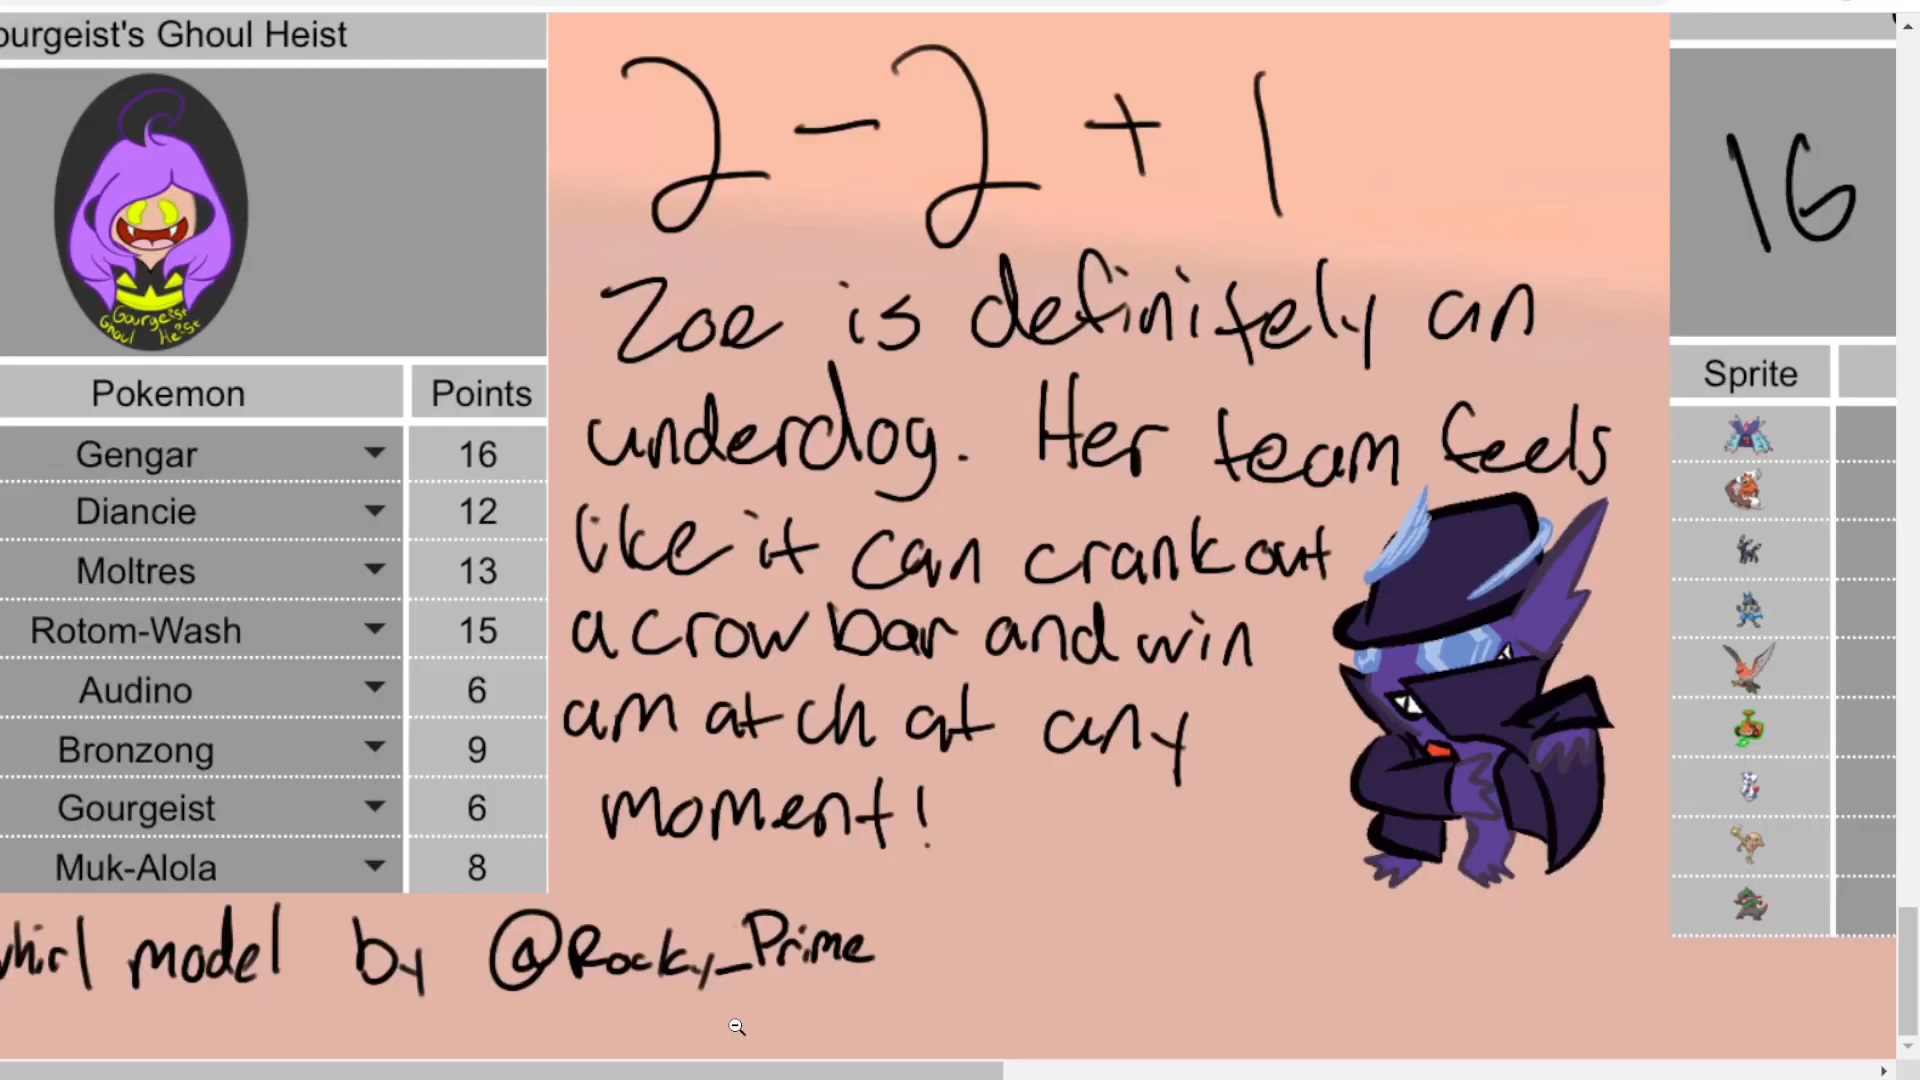 ourgeist's Ghoul Heist
Gourgeist
Ghoul Heist
Pokemon Points
Gengar 16
Diancie 12
Moltres 13
Rotom-Wash 15
Audino 6
Bronzong 9
Gourgeist 6
Muk-Alola 8
2-2 + 1
Zoe is definitely an
underdog. Her team feels
like it can crank out
a crow bar and win
a match at any
moment!
whirl model by @Rocky_Prime
16
Sprite